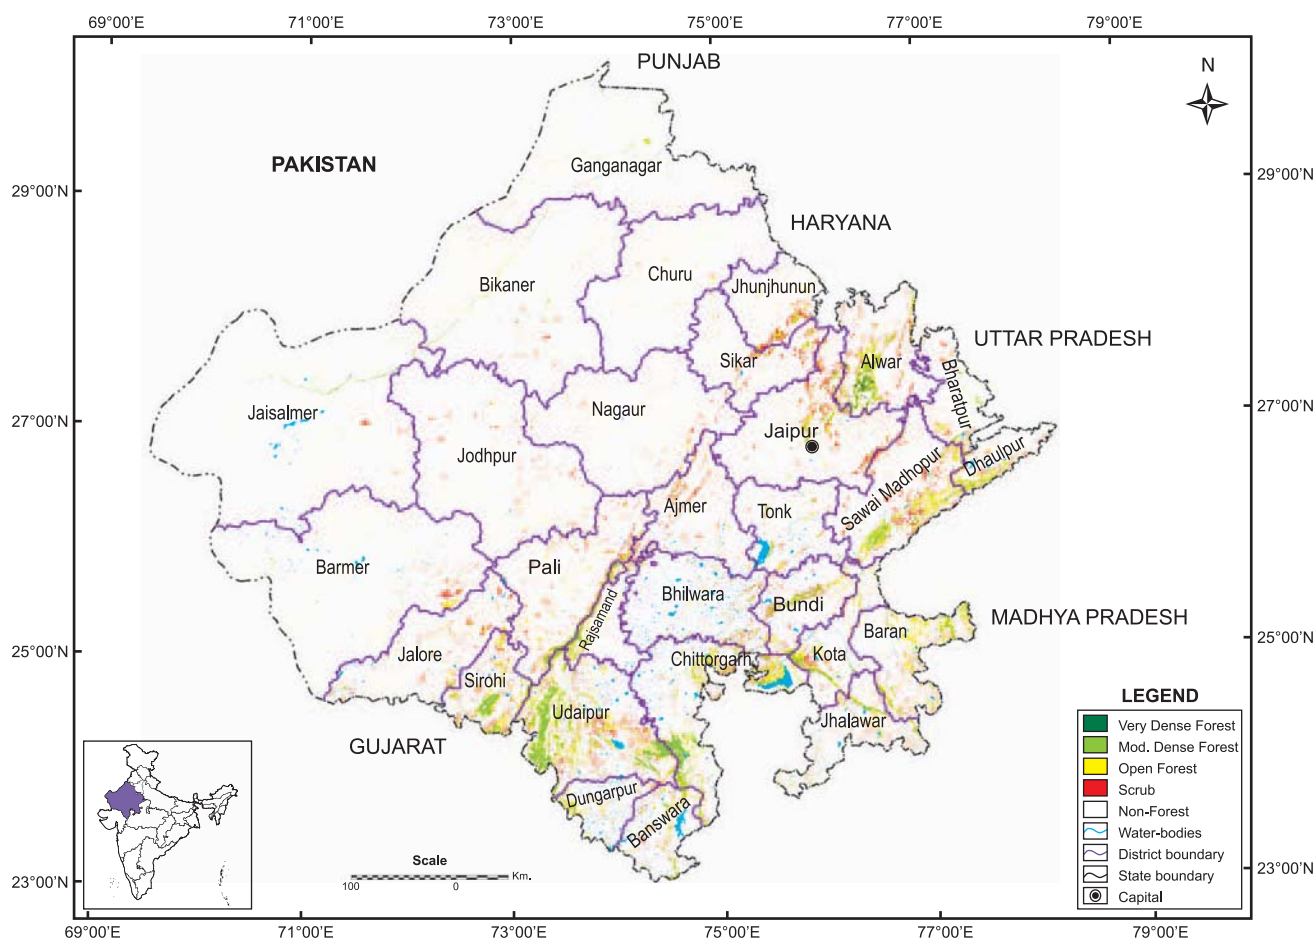 69°00'E 71°00'E 73°00'E 75°00'E 77°00'E 79°00'E
PUNJAB
N
PAKISTAN
Ganganagar
29°00'N
29°00'N
HARYANA
Bikaner
Churu
Jhunjhunun
UTTAR PRADESH
Sikar
Alwar
Bharatpur
Jaisalmer
Nagaur
27°00'N
27°00'N
Jaipur
Jodhpur
Sawai Madhopur
Dhaulpur
Ajmer
Tonk
Barmer
Pali
Bhilwara
Bundi
Rajsamand
MADHYA PRADESH
Baran
25°00'N
25°00'N
Jalore
Chittorgarh
Kota
Sirohi
Udaipur
Jhalawar
GUJARAT
Dungarpur
Banswara
LEGEND
Very Dense Forest
Mod. Dense Forest
Open Forest
Scrub
Non-Forest
Water-bodies
District boundary
State boundary
Capital
Scale
100 0 Km.
23°00'N
23°00'N
69°00'E 71°00'E 73°00'E 75°00'E 77°00'E 79°00'E